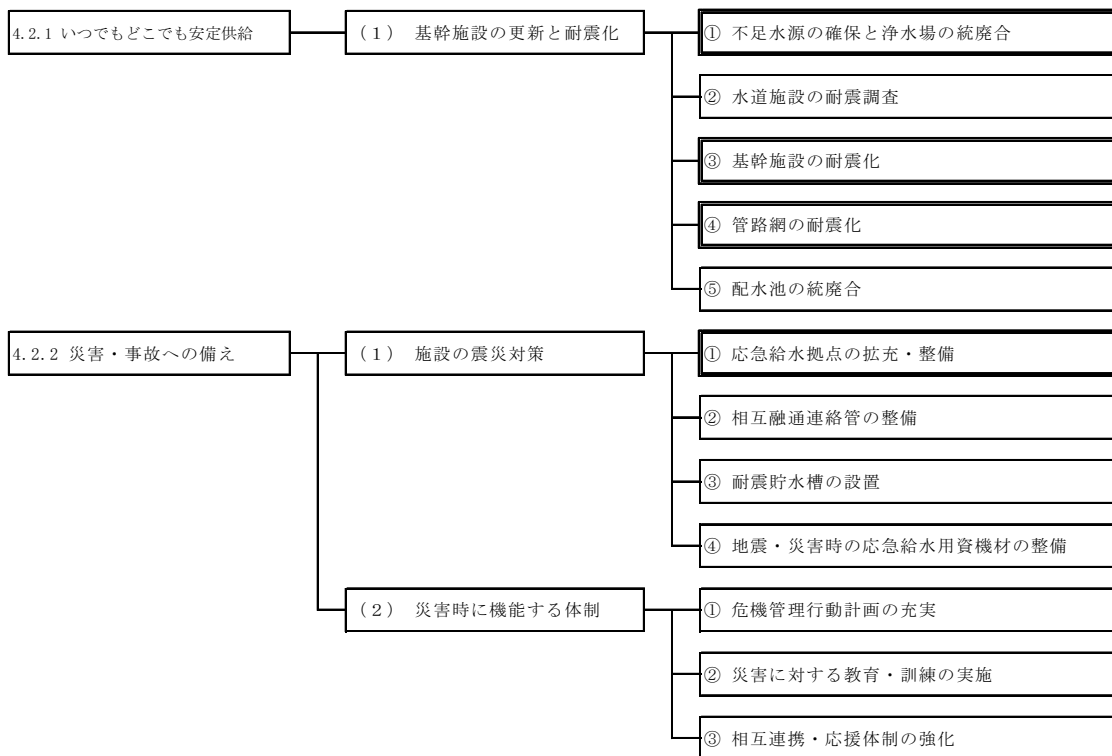 4.2.1 いつでもどこでも安定供給
(1) 基幹施設の更新と耐震化
① 不足水源の確保と浄水場の統廃合
② 水道施設の耐震調査
③ 基幹施設の耐震化
④ 管路網の耐震化
⑤ 配水池の統廃合
4.2.2 災害・事故への備え
(1) 施設の震災対策
① 応急給水拠点の拡充・整備
② 相互融通連絡管の整備
③ 耐震貯水槽の設置
④ 地震・災害時の応急給水用資機材の整備
(2) 災害時に機能する体制
① 危機管理行動計画の充実
② 災害に対する教育・訓練の実施
③ 相互連携・応援体制の強化